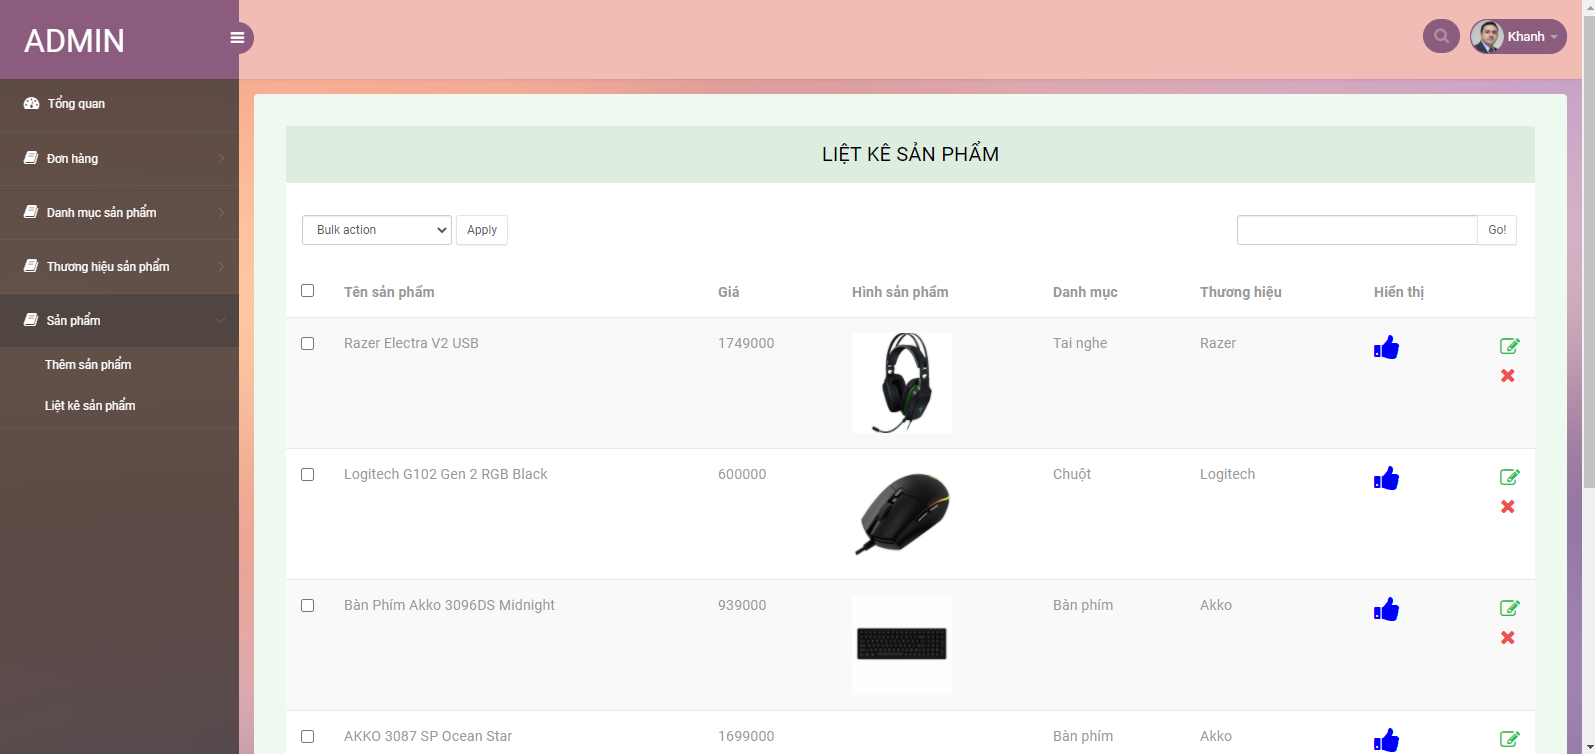 ADMIN
Khanh
Tổng quan
Đơn hàng
Danh mục sản phẩm
Thương hiệu sản phẩm
Sản phẩm
Thêm sản phẩm
Liệt kê sản phẩm
LIỆT KÊ SẢN PHẨM
Bulk action Apply Go!
Tên sản phẩm Giá Hình sản phẩm Danh mục Thương hiệu Hiển thị
Razer Electra V2 USB 1749000 Tai nghe Razer
Logitech G102 Gen 2 RGB Black 600000 Chuột Logitech
Bàn Phím Akko 3096DS Midnight 939000 Bàn phím Akko
AKKO 3087 SP Ocean Star 1699000 Bàn phím Akko